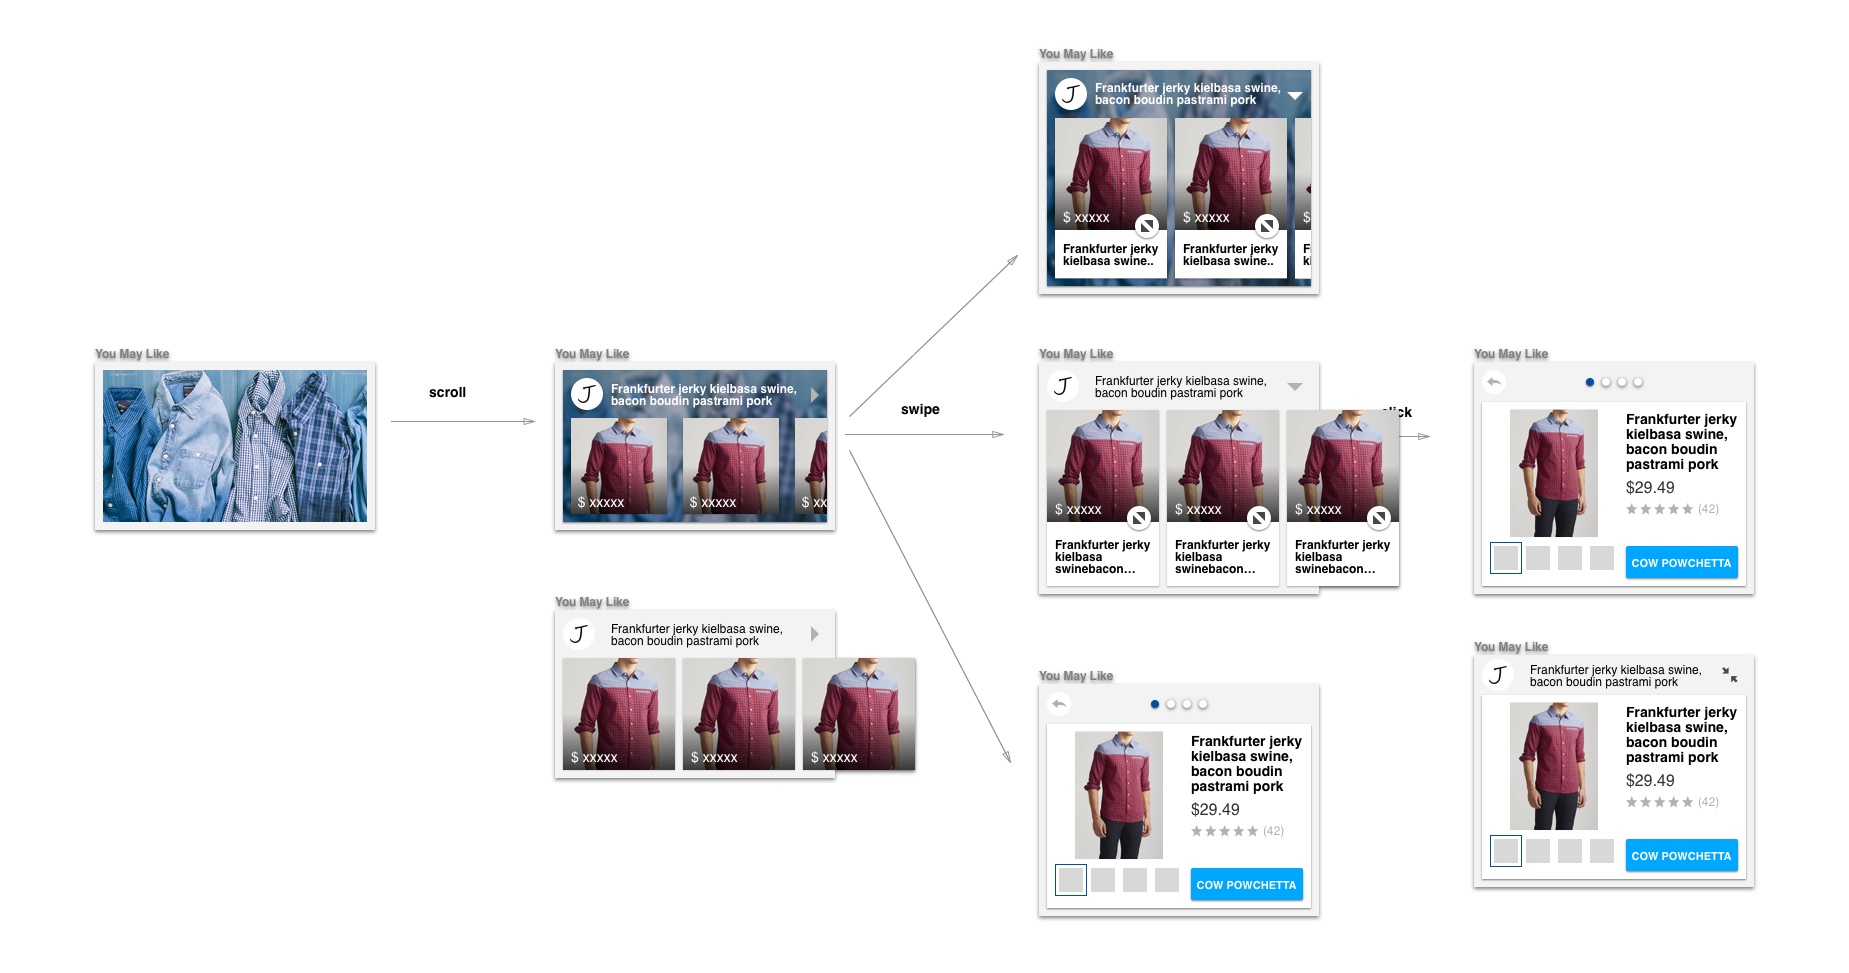 You May Like
scroll
You May Like
J
Frankfurter jerky kielbasa swine,
bacon boudin pastrami pork
$ xxxxx
$ xxxxx
$ xx
You May Like
J
Frankfurter jerky kielbasa swine,
bacon boudin pastrami pork
$ xxxxx
$ xxxxx
$ xxxxx
swipe
You May Like
J
Frankfurter jerky kielbasa swine,
bacon boudin pastrami pork
$ xxxxx
$ xxxxx
$
Frankfurter jerky
kielbasa swine..
Frankfurter jerky
kielbasa swine..
F
ki
You May Like
J
Frankfurter jerky kielbasa swine,
bacon boudin pastrami pork
$ xxxxx
$ xxxxx
$ xxxxx
Frankfurter jerky
kielbasa
swinebacon...
Frankfurter jerky
kielbasa
swinebacon...
Frankfurter jerky
kielbasa
swinebacon...
You May Like
Frankfurter jerky
kielbasa swine,
bacon boudin
pastrami pork
$29.49
(42)
COW POWCHETTA
You May Like
Frankfurter jerky
kielbasa swine,
bacon boudin
pastrami pork
$29.49
(42)
COW POWCHETTA
You May Like
J
Frankfurter jerky kielbasa swine,
bacon boudin pastrami pork
Frankfurter jerky
kielbasa swine,
bacon boudin
pastrami pork
$29.49
(42)
COW POWCHETTA